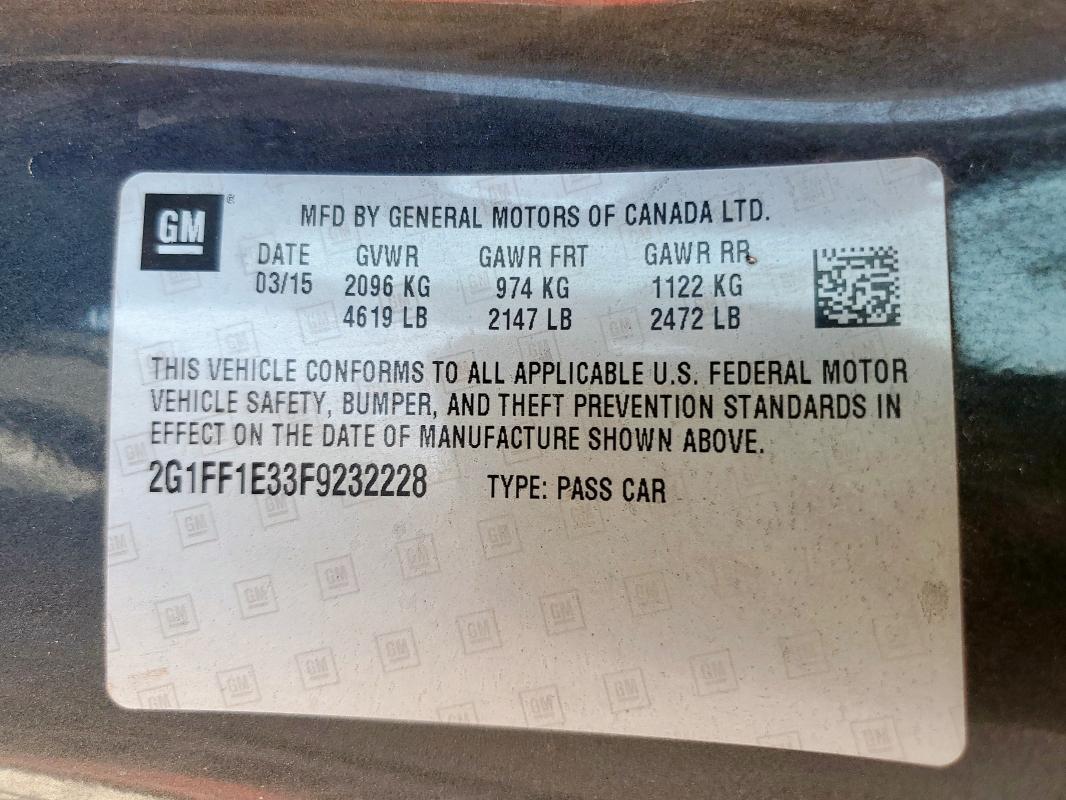 GM ®
MFD BY GENERAL MOTORS OF CANADA LTD.
DATE GVWR GAWR FRT GAWR RR
03/15 2096 KG 974 KG 1122 KG
4619 LB 2147 LB 2472 LB
THIS VEHICLE CONFORMS TO ALL APPLICABLE U.S. FEDERAL MOTOR
VEHICLE SAFETY, BUMPER, AND THEFT PREVENTION STANDARDS IN
EFFECT ON THE DATE OF MANUFACTURE SHOWN ABOVE.
2G1FF1E33F9232228 TYPE: PASS CAR